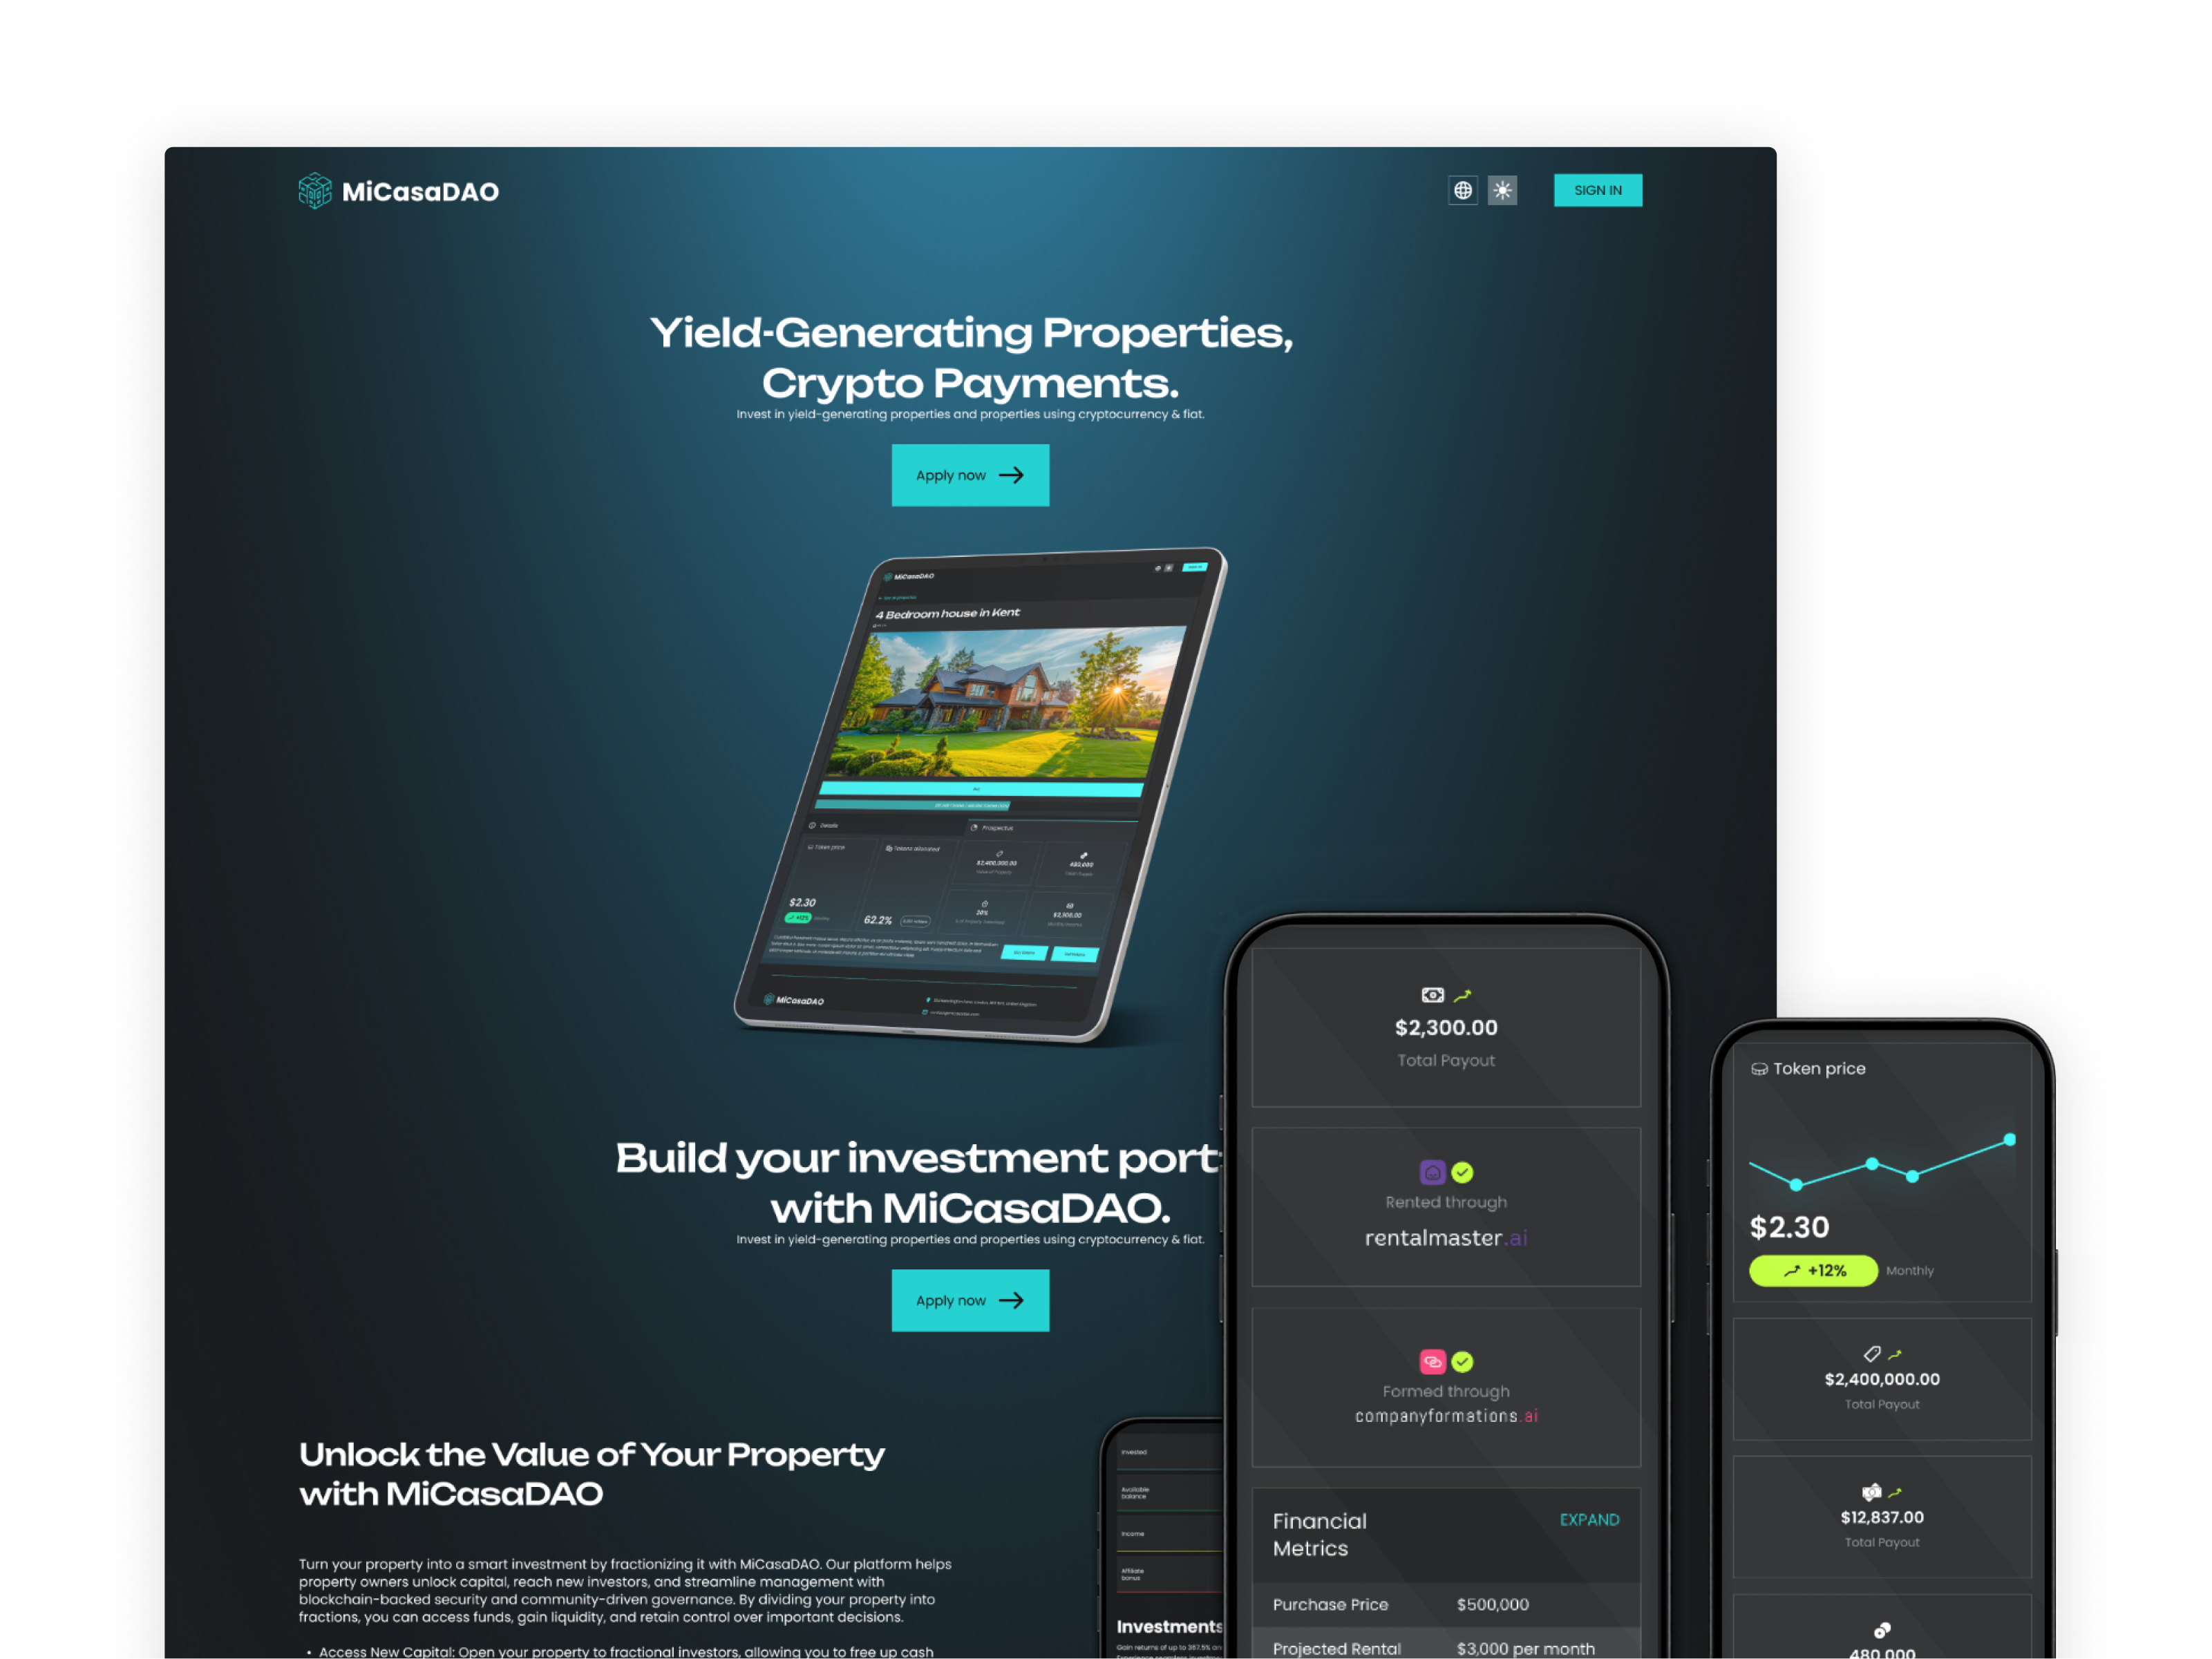 MiCasaDAO
SIGN IN
Yield-Generating Properties,
Crypto Payments.
Invest in yield-generating properties and properties using cryptocurrency & fiat.
Apply now
MiCasaDAO
4 Bedroom house in Kent
Details
Prospectus
Token price
Tokens allocated
$2,400,000.00
480,000
$2.30
+12%
62.2%
20%
$2,300.00
MiCasaDAO
Build your investment port
with MiCasaDAO.
Invest in yield-generating properties and properties using cryptocurrency & fiat.
Apply now
Unlock the Value of Your Property
with MiCasaDAO
Turn your property into a smart investment by fractionizing it with MiCasaDAO. Our platform helps
property owners unlock capital, reach new investors, and streamline management with
blockchain-backed security and community-driven governance. By dividing your property into
fractions, you can access funds, gain liquidity, and retain control over important decisions.
• Access New Capital: Open your property to fractional investors, allowing you to free up cash
Invested
Available
balance
Income
Affiliate
bonus
Investments
Gain returns of up to 387.5% on
$2,300.00
Total Payout
Rented through
rentalmaster.ai
Formed through
companyformations.ai
Financial
Metrics
EXPAND
Purchase Price $500,000
Projected Rental $3,000 per month
Token price
$2.30
+12% Monthly
$2,400,000.00
Total Payout
$12,837.00
Total Payout
480,000